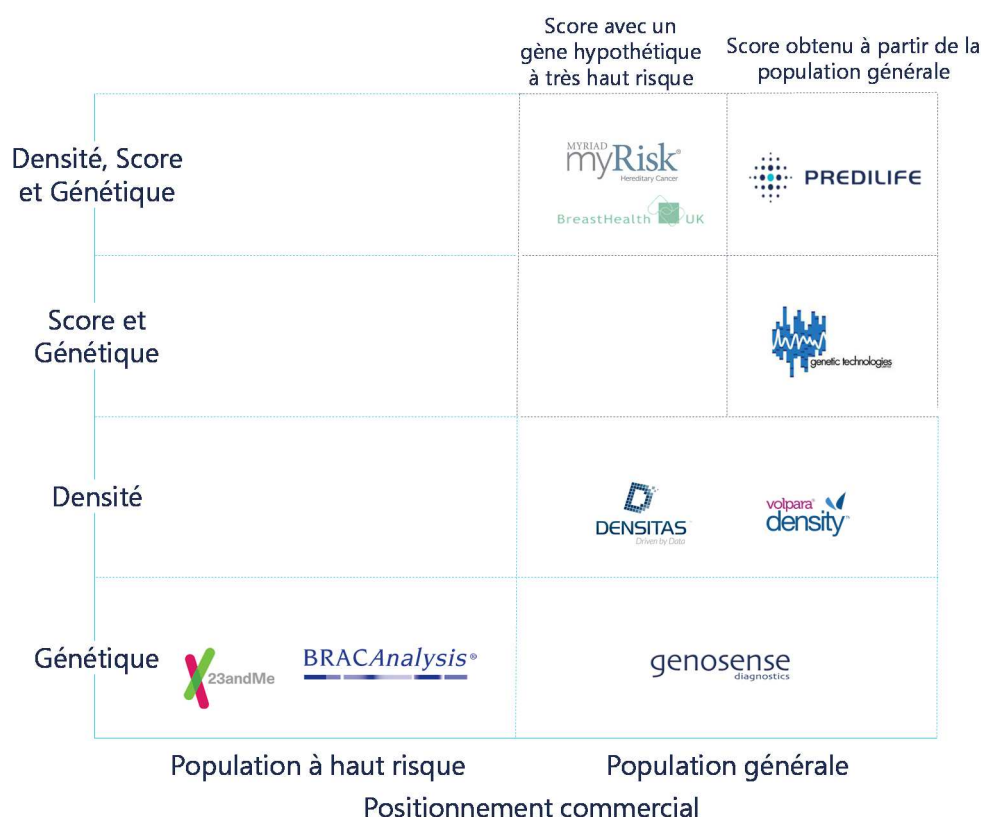 Score avec un
gène hypothétique
à très haut risque
Score obtenu à partir de la
population générale
Densité, Score
et Génétique
MYRIAD
myRisk®
Hereditary Cancer
BreastHealth UK
PREDILIFE
Score et
Génétique
genetic technologies
Densité
DENSITAS
Driven by Data
volpara®
density™
Génétique
23andMe
BRACAnalysis®
genosense
diagnostics
Population à haut risque
Population générale
Positionnement commercial